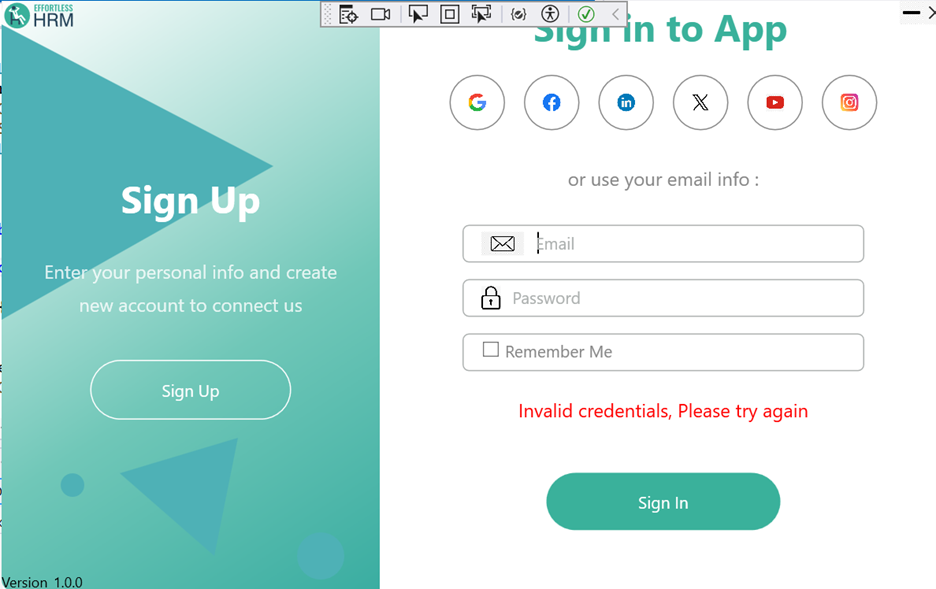 EFFORTLESS
HRM
Sign Up
Enter your personal info and create
new account to connect us
Sign Up
Version 1.0.0
Sign in to App
or use your email info :
Email
Password
Remember Me
Invalid credentials, Please try again
Sign In